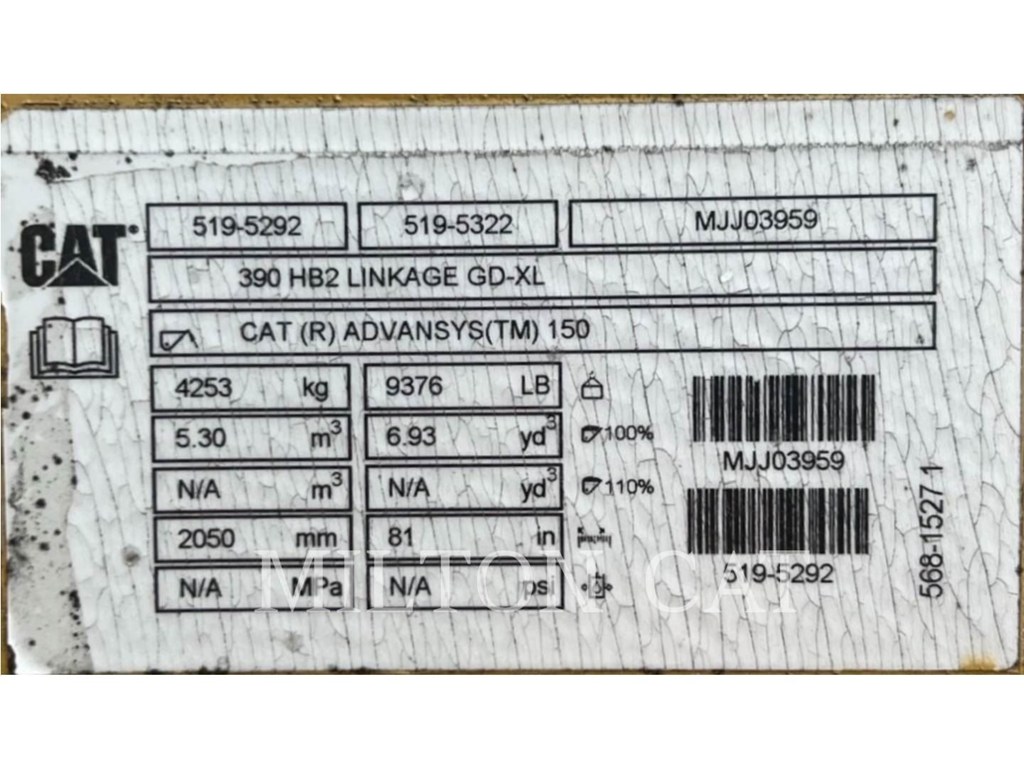 519-5292 519-5322 MJJ03959
CAT
390 HB2 LINKAGE GD-XL
CAT (R) ADVANSYS(TM) 150
4253 kg 9376 LB
5.30 m³ 6.93 yd³ 100%
MJJ03959
N/A m³ N/A yd³ 110%
2050 mm 81 in
519-5292
N/A MPa N/A psi
568-1527 1
MILTON CAT